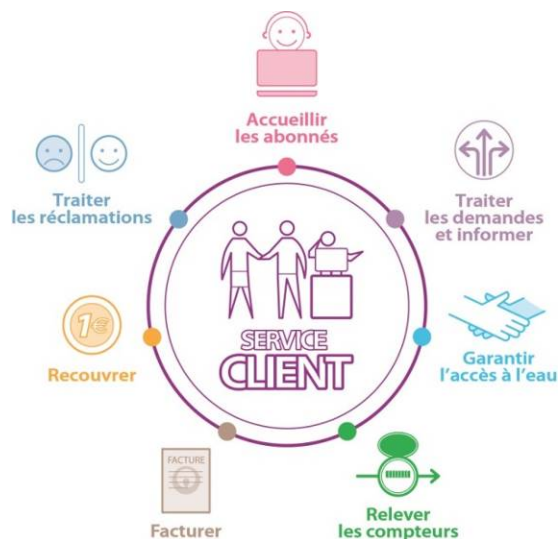 Accueillir
les abonnés
Traiter
les demandes
et informer
Garantir
l'accès à l'eau
Relever
les compteurs
FACTURE
Facturer
1€
Recouvrer
Traiter
les réclamations
SERVICE
CLIENT